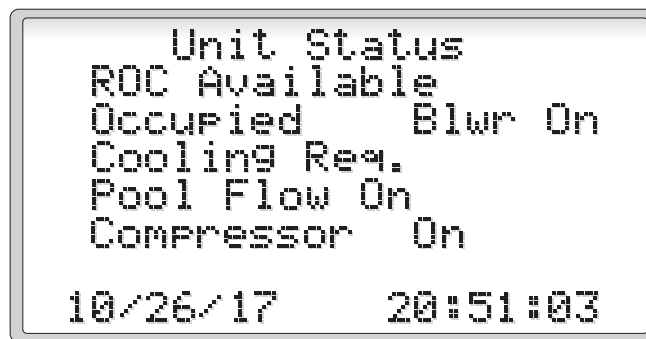 Unit Status
ROC Available
Occupied Blwr On
Cooling Req.
Pool Flow On
Compressor On
10/26/17 20:51:03